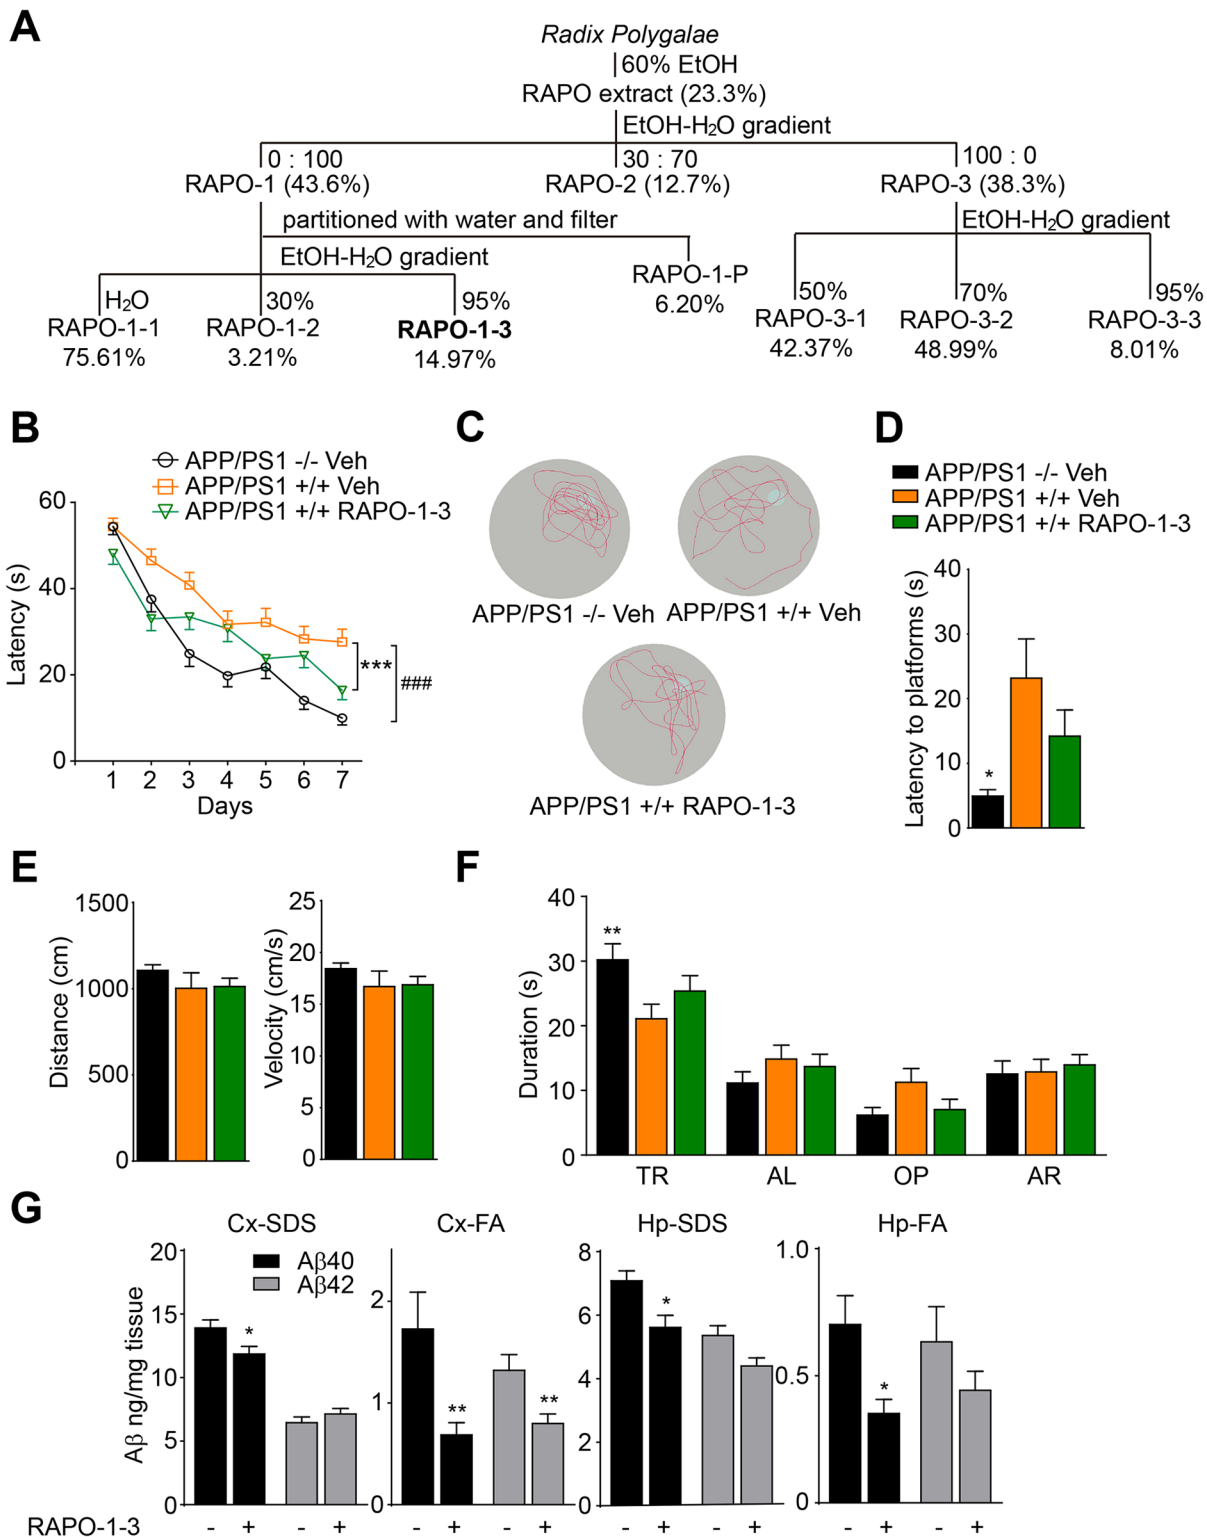 A
Radix Polygalae
60% EtOH
RAPO extract (23.3%)
EtOH-H₂O gradient
0 : 100
30 : 70
100 : 0
RAPO-1 (43.6%)
RAPO-2 (12.7%)
RAPO-3 (38.3%)
partitioned with water and filter
EtOH-H₂O gradient
EtOH-H₂O gradient
RAPO-1-P
6.20%
H₂O
30%
95%
RAPO-1-1
RAPO-1-2
RAPO-1-3
75.61%
3.21%
14.97%
50%
70%
95%
RAPO-3-1
RAPO-3-2
RAPO-3-3
42.37%
48.99%
8.01%
B
APP/PS1 -/- Veh
APP/PS1 +/+ Veh
APP/PS1 +/+ RAPO-1-3
Latency (s)
60
40
20
0
***
###
1 2 3 4 5 6 7
Days
C
APP/PS1 -/- Veh
APP/PS1 +/+ Veh
APP/PS1 +/+ RAPO-1-3
D
APP/PS1 -/- Veh
APP/PS1 +/+ Veh
APP/PS1 +/+ RAPO-1-3
Latency to platforms (s)
40
30
20
10
0
*
E
Distance (cm)
1500
1000
500
0
Velocity (cm/s)
25
20
15
10
5
0
F
Duration (s)
40
30
20
10
0
**
TR AL OP AR
G
Aβ ng/mg tissue
Cx-SDS
Aβ40
Aβ42
20
15
10
5
0
*
Cx-FA
2
1
0
**
**
Hp-SDS
8
6
4
2
0
*
Hp-FA
1.0
0.5
0
*
RAPO-1-3 - + - + - + - + - + - + - + - +